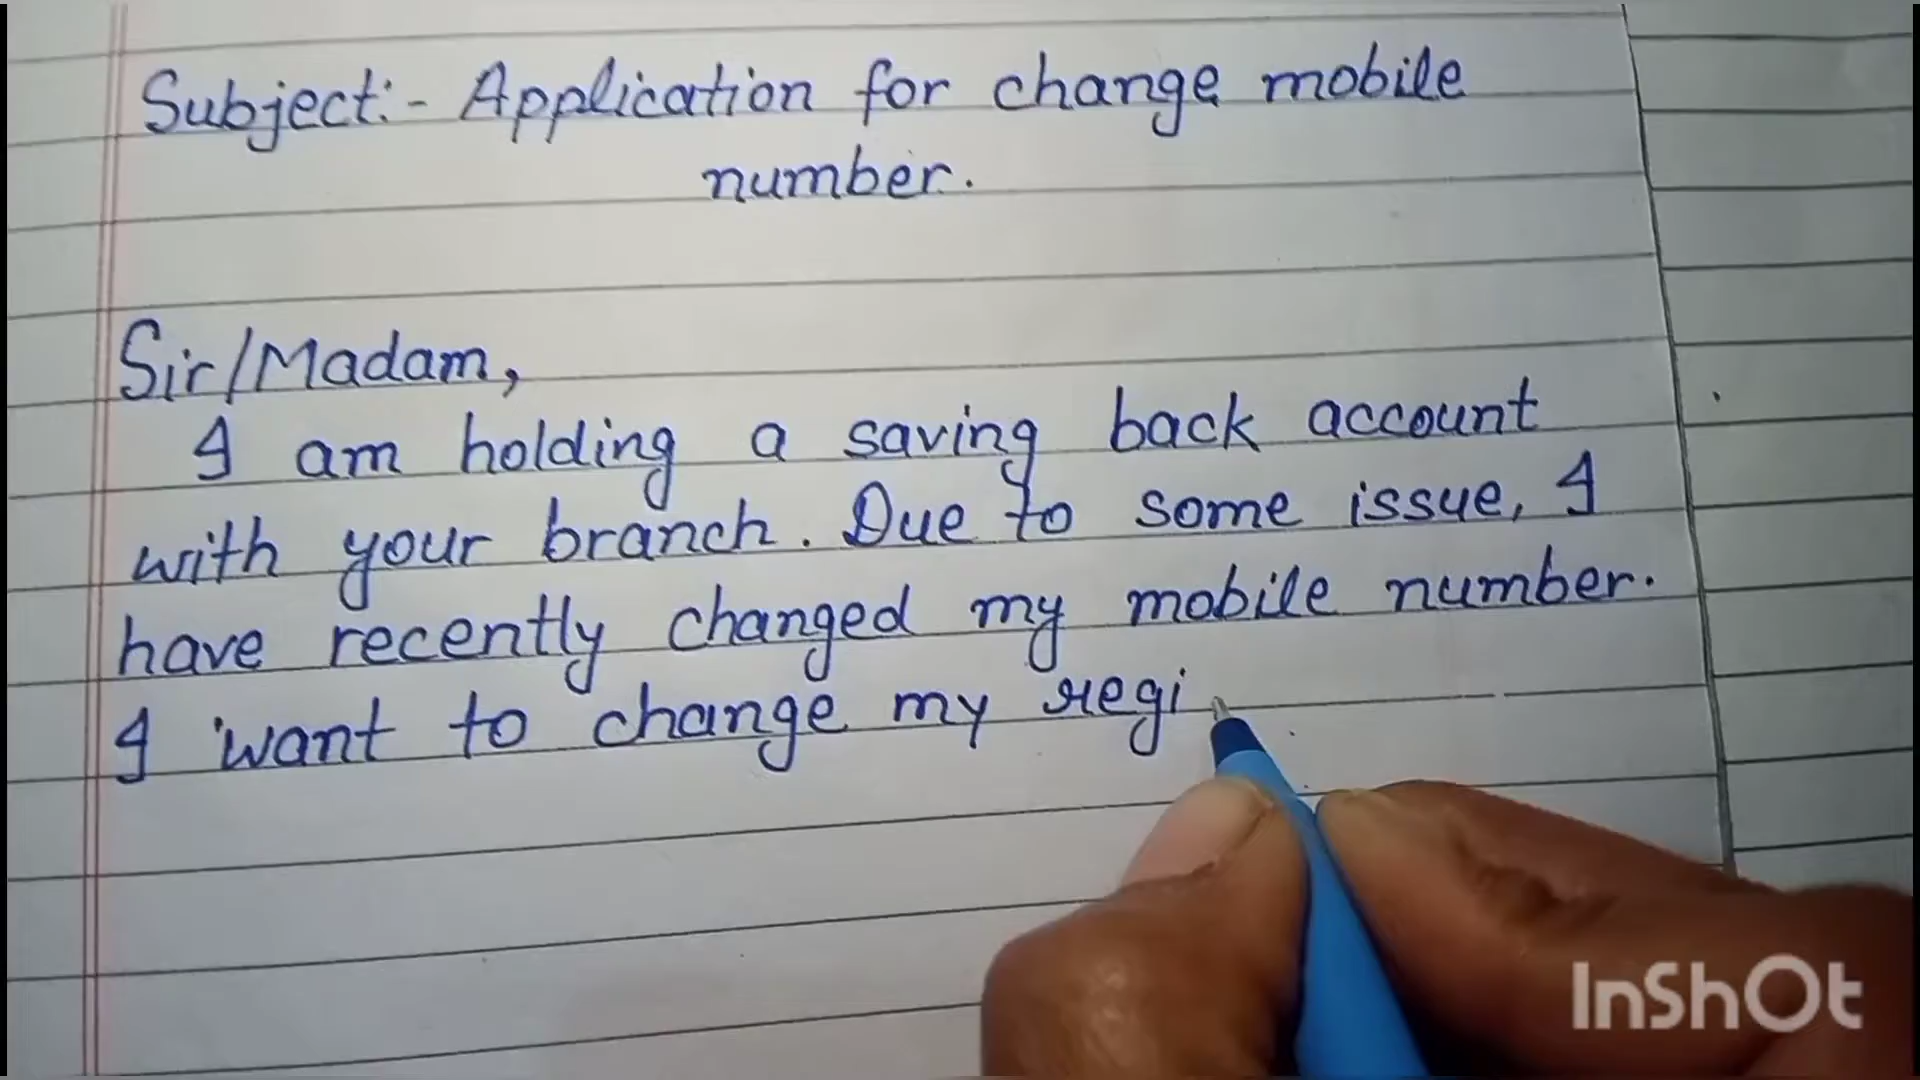 Subject:- Application for change mobile
number.
Sir/Madam,
I am holding a saving back account
with your branch. Due to some issue, I
have recently changed my mobile number.
I want to change my regi
InShOt